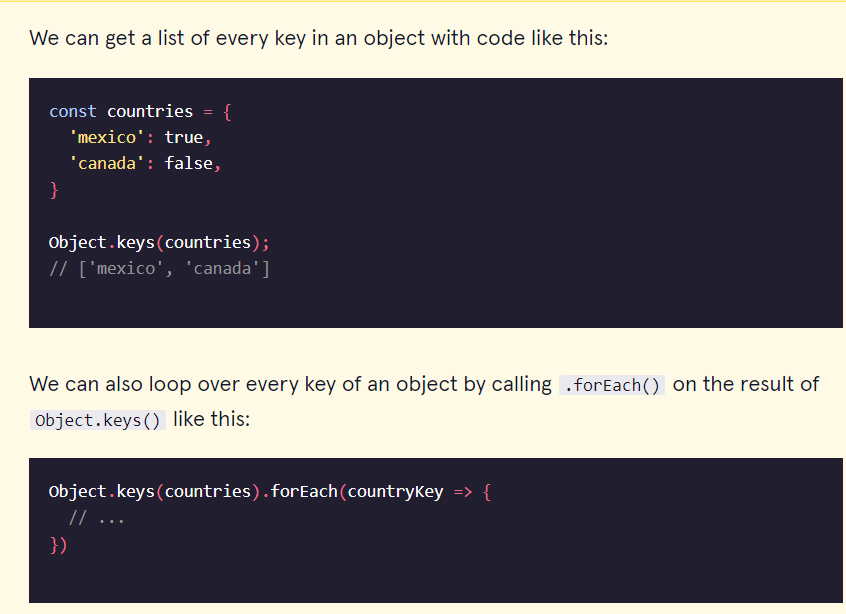 We can get a list of every key in an object with code like this:
const countries = {
  'mexico': true,
  'canada': false,
}
Object.keys(countries);
// ['mexico', 'canada']
We can also loop over every key of an object by calling .forEach() on the result of
Object.keys() like this:
Object.keys(countries).forEach(countryKey => {
  // ...
})